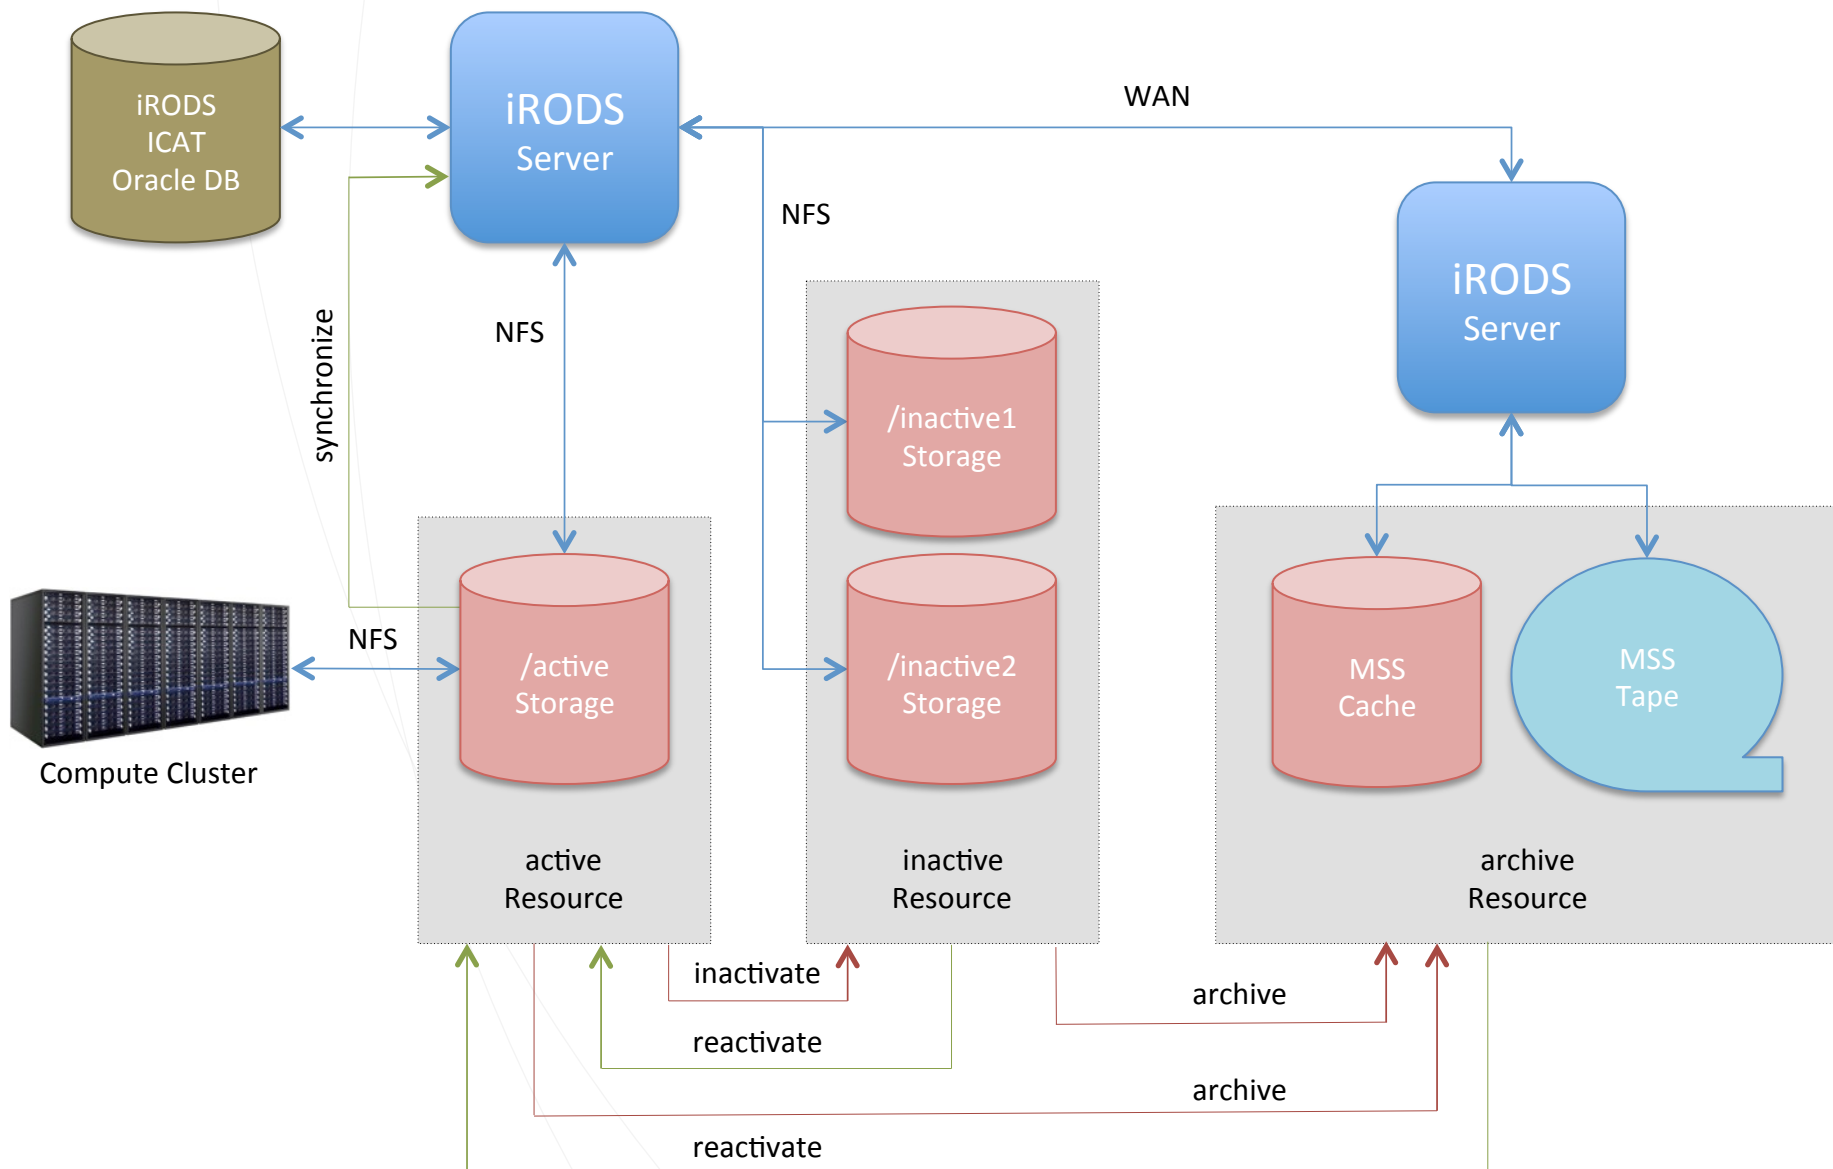 iRODS
ICAT
Oracle DB
iRODS
Server
WAN
NFS
iRODS
Server
synchronize
NFS
/inactive1
Storage
NFS
/active
Storage
/inactive2
Storage
MSS
Cache
MSS
Tape
Compute Cluster
active
Resource
inactive
Resource
archive
Resource
inactivate
archive
reactivate
archive
reactivate